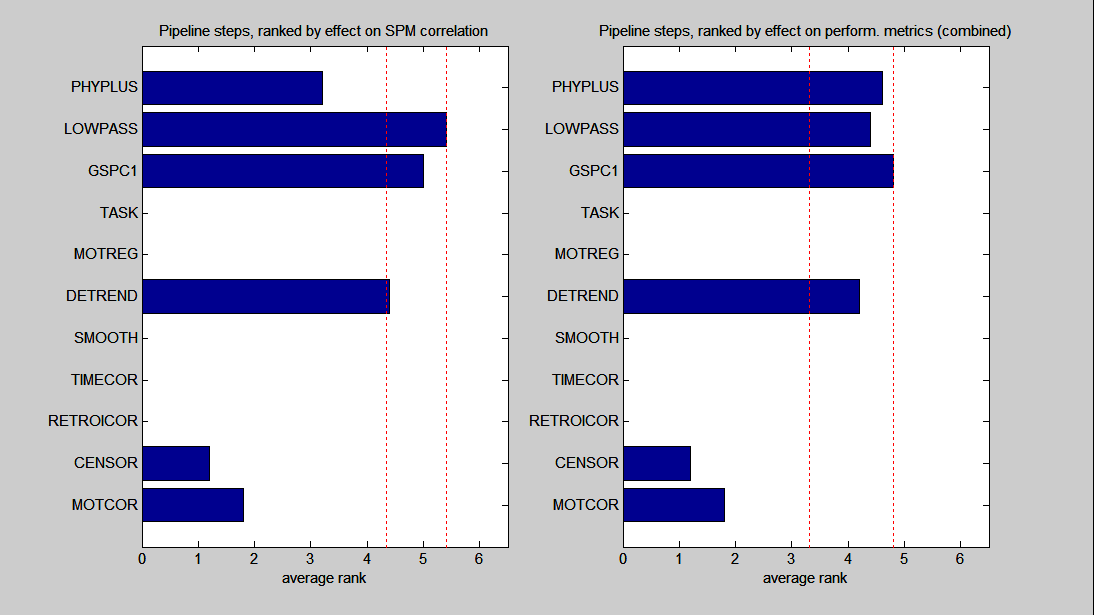 Pipeline steps, ranked by effect on SPM correlation
PHYPLUS
LOWPASS
GSPC1
TASK
MOTREG
DETREND
SMOOTH
TIMECOR
RETROICOR
CENSOR
MOTCOR
0 1 2 3 4 5 6
average rank
Pipeline steps, ranked by effect on perform. metrics (combined)
PHYPLUS
LOWPASS
GSPC1
TASK
MOTREG
DETREND
SMOOTH
TIMECOR
RETROICOR
CENSOR
MOTCOR
0 1 2 3 4 5 6
average rank